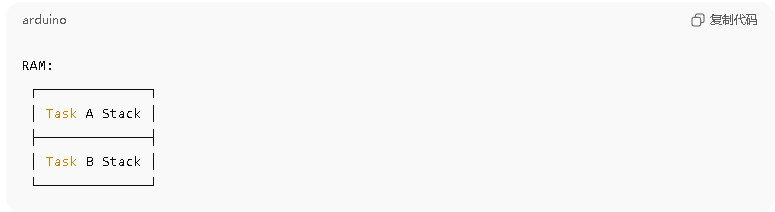 arduino 复制代码
RAM:
┌──────────────┐
│ Task A Stack │
├──────────────┤
│ Task B Stack │
└──────────────┘